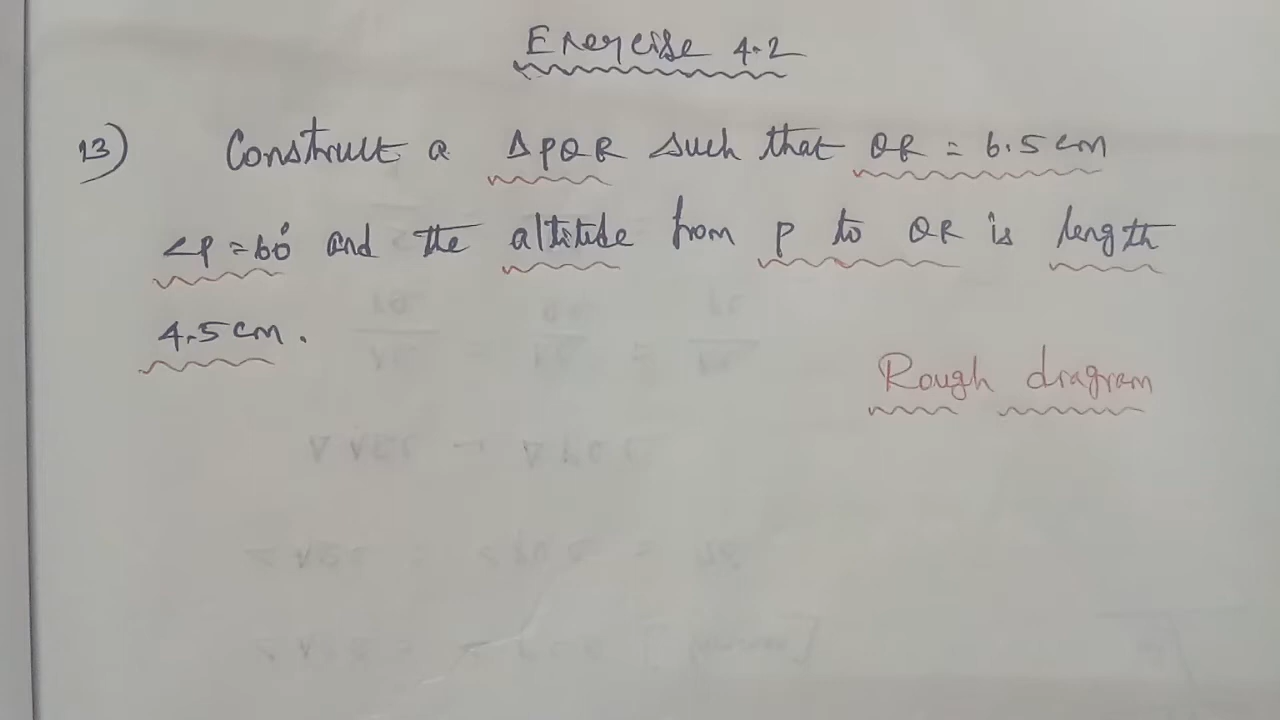 Exercise 4.2
13) Construct a ΔPQR such that QR = 6.5 cm
∠P = 60° and the altitude from P to QR is length
4.5 cm.
Rough diagram